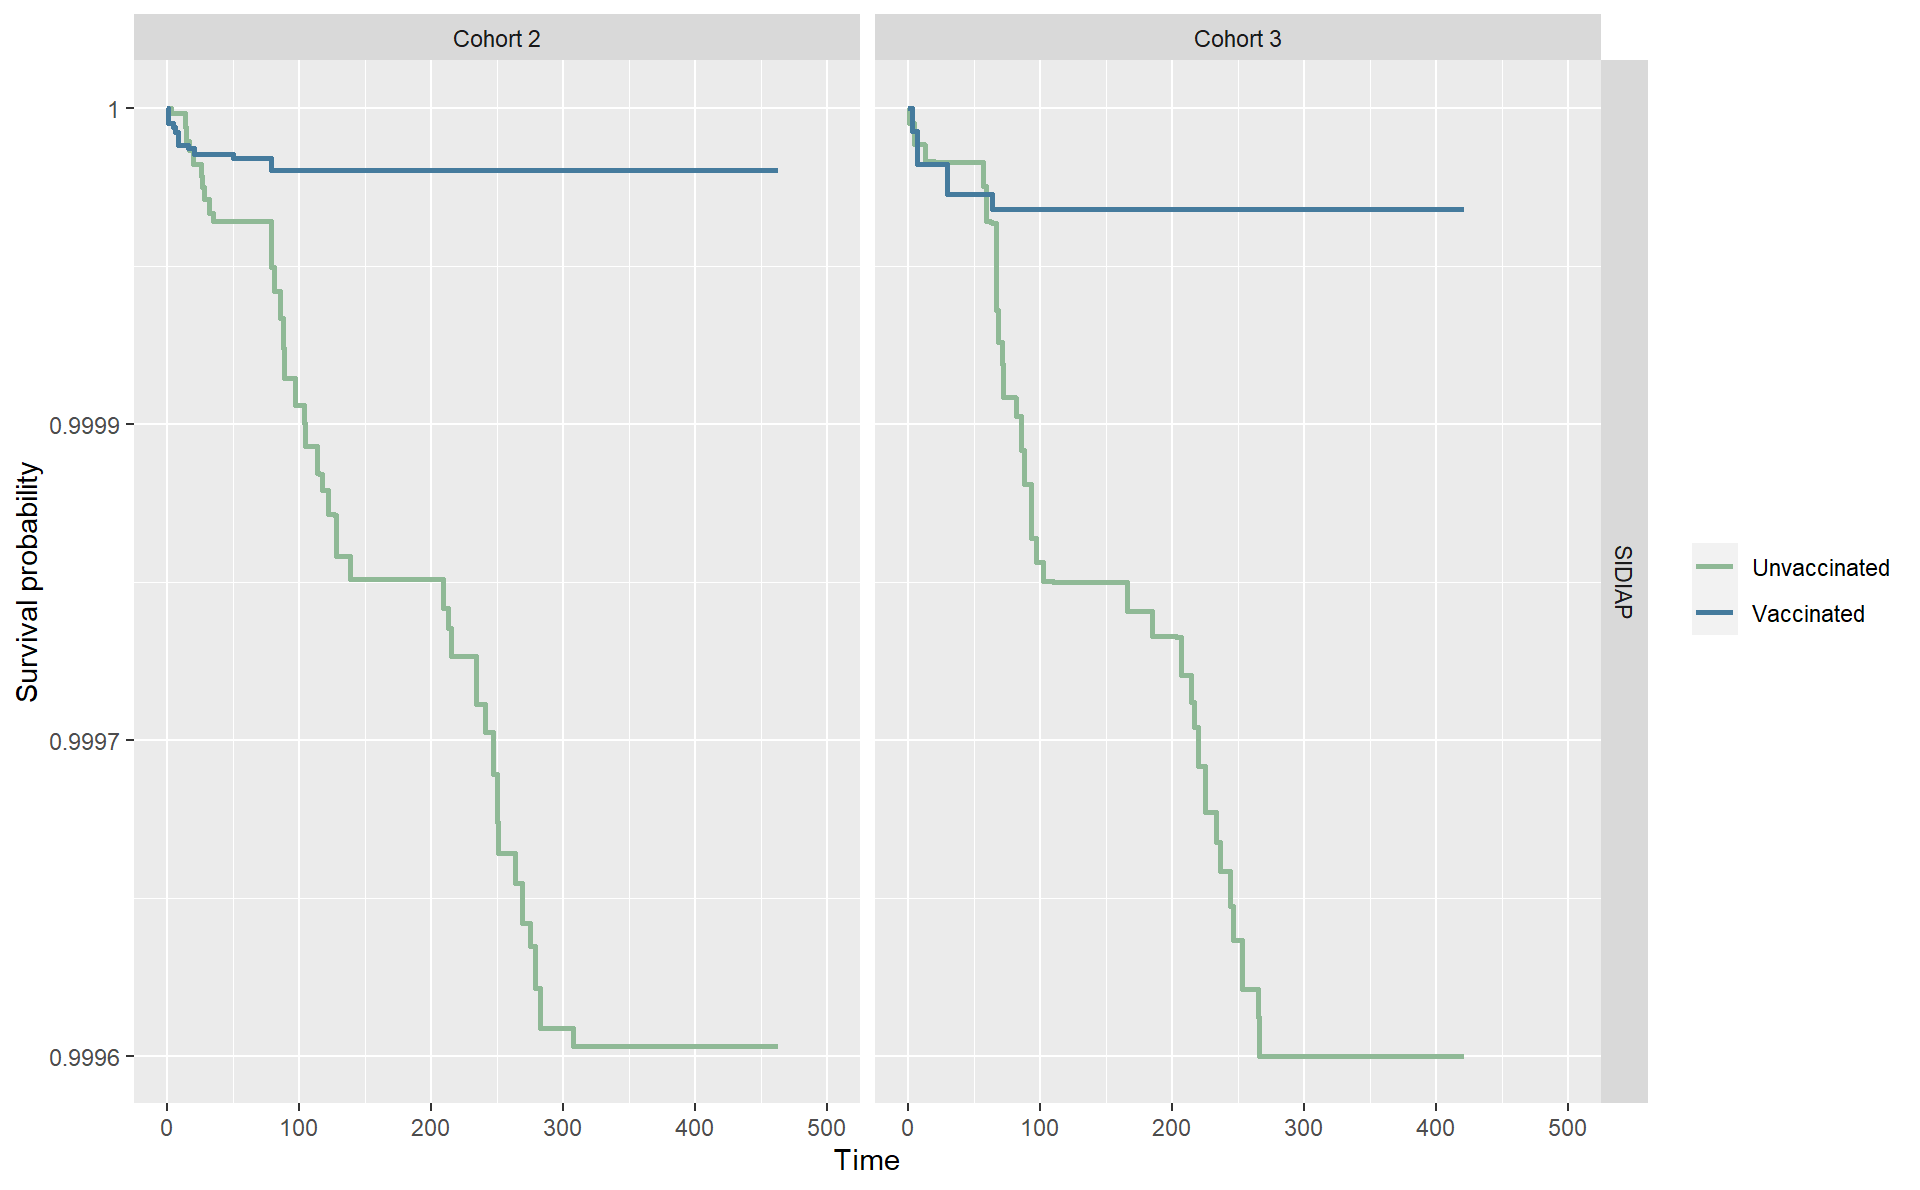 Cohort 2
Cohort 3
1
0.9999
0.9997
0.9996
Survival probability
0 100 200 300 400 500
0 100 200 300 400 500
Time
SIDIAP
Unvaccinated
Vaccinated